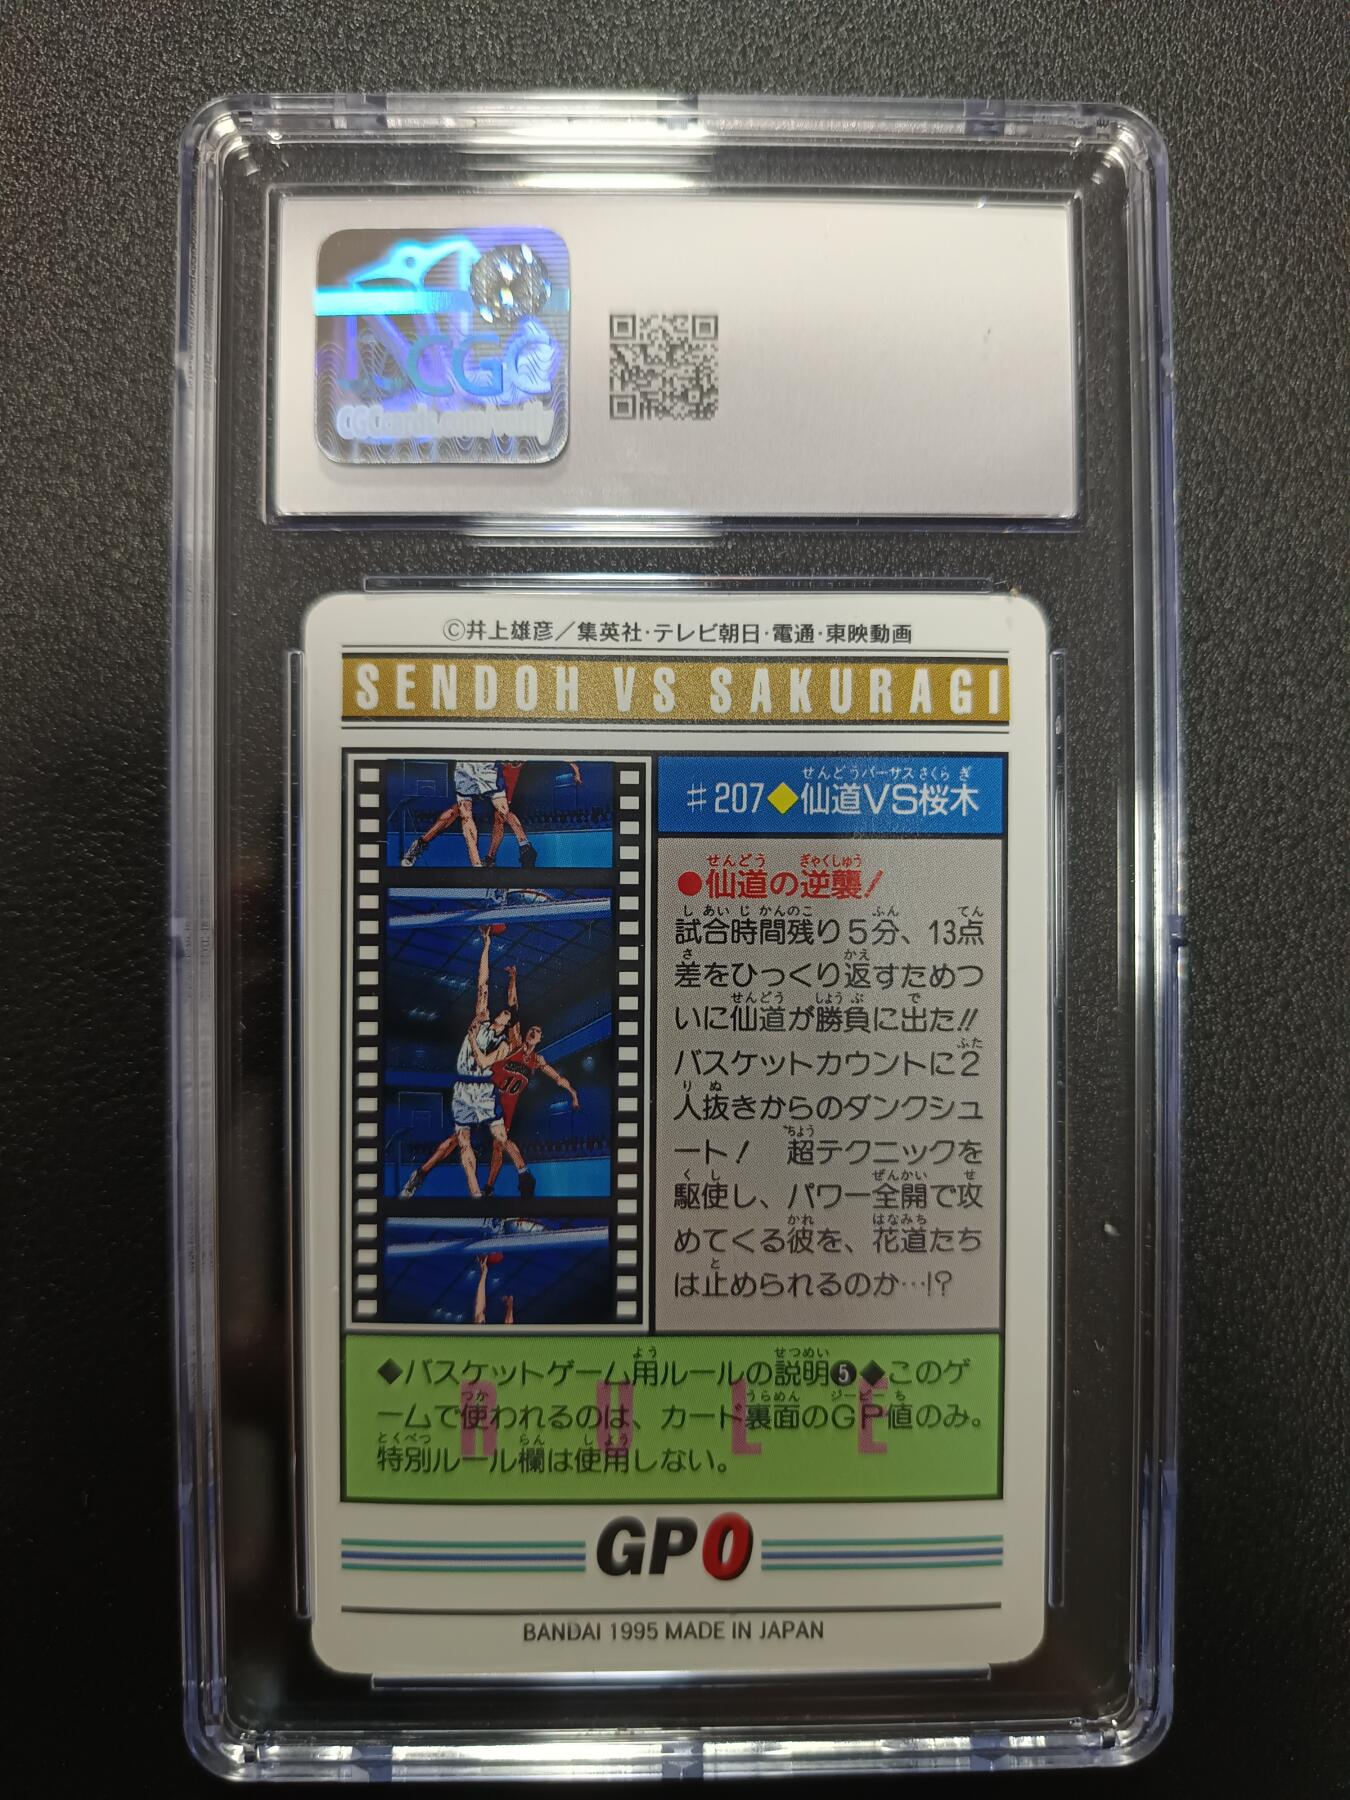 CGC
CGCcards.com/verify
©井上雄彦／集英社・テレビ朝日・電通・東映動画
SENDOH VS SAKURAGI
せんどうバーサスさくらぎ
♯207◆仙道VS桜木
せんどう ぎゃくしゅう
●仙道の逆襲！
しあいじかんのこ ふん てん
試合時間残り5分、13点
さ かえ
差をひっくり返すためつ
せんどう しょうぶ で
いに仙道が勝負に出た!!
ふた
バスケットカウントに2
り ぬ
人抜きからのダンクシュ
ちょう
ート！ 超テクニックを
くし ぜんかい せ
駆使し、パワー全開で攻
かれ はなみち
めてくる彼を、花道たち
と
は止められるのか…!?
10
よう せつめい
◆バスケットゲーム用ルールの説明❺◆このゲ
つか うらめん ジーピーち
ームで使われるのは、カード裏面のGP値のみ。
とくべつ らん しよう
特別ルール欄は使用しない。
RULE
GP0
BANDAI 1995 MADE IN JAPAN